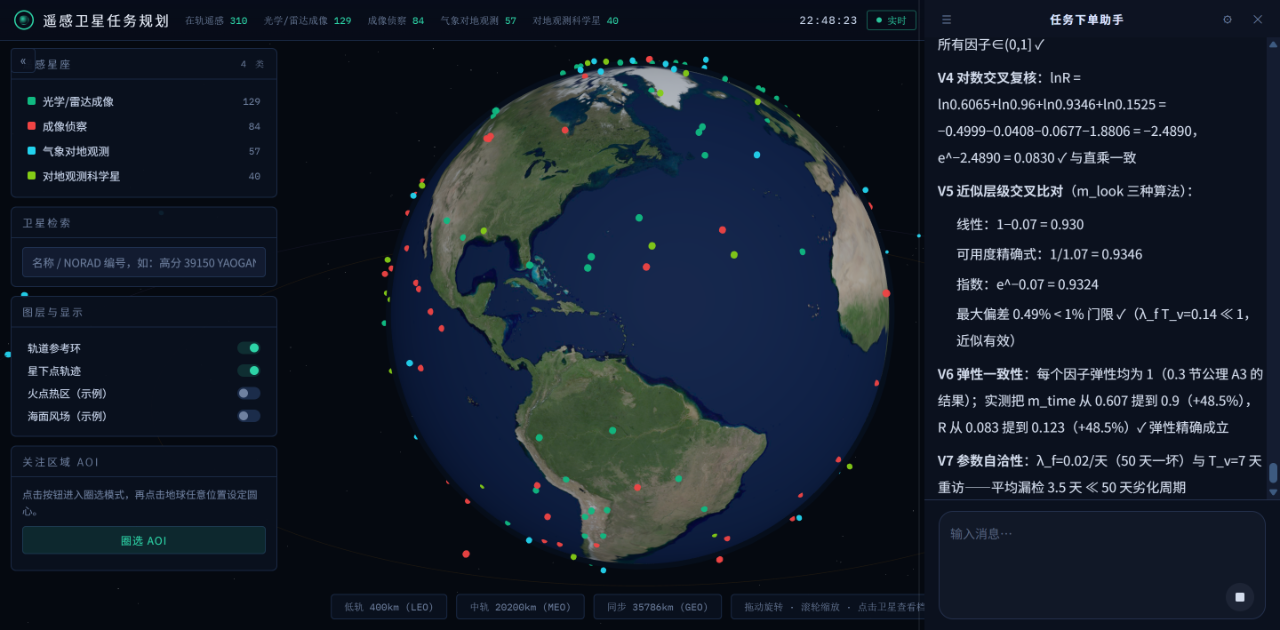 遥感卫星任务规划
在轨遥感 310
光学/雷达成像 129
成像侦察 84
气象对地观测 57
对地观测科学星 40
22:48:23
实时
«
感星座
4 类
光学/雷达成像 129
成像侦察 84
气象对地观测 57
对地观测科学星 40
卫星检索
名称 / NORAD 编号，如：高分 39150 YAOGAN
图层与显示
轨道参考环
星下点轨迹
火点热区（示例）
海面风场（示例）
关注区域 AOI
点击按钮进入圈选模式，再点击地球任意位置设定圆
心。
圈选 AOI
低轨 400km (LEO)
中轨 20200km (MEO)
同步 35786km (GEO)
拖动旋转 · 滚轮缩放 · 点击卫星查看
任务下单助手
所有因子∈(0,1] ✓
V4 对数交叉复核：lnR =
ln0.6065+ln0.96+ln0.9346+ln0.1525 =
−0.4999−0.0408−0.0677−1.8806 = −2.4890，
e^−2.4890 = 0.0830 ✓ 与直乘一致
V5 近似层级交叉比对（m_look 三种算法）：
线性：1−0.07 = 0.930
可用度精确式：1/1.07 = 0.9346
指数：e^−0.07 = 0.9324
最大偏差 0.49% < 1% 门限 ✓（λ_f T_v=0.14 ≪ 1，
近似有效）
V6 弹性一致性：每个因子弹性均为 1（0.3 节公理 A3 的
结果）；实测把 m_time 从 0.607 提到 0.9（+48.5%），
R 从 0.083 提到 0.123（+48.5%）✓ 弹性精确成立
V7 参数自洽性：λ_f=0.02/天（50 天一坏）与 T_v=7 天
重访——平均漏检 3.5 天 ≪ 50 天劣化周期
输入消息…